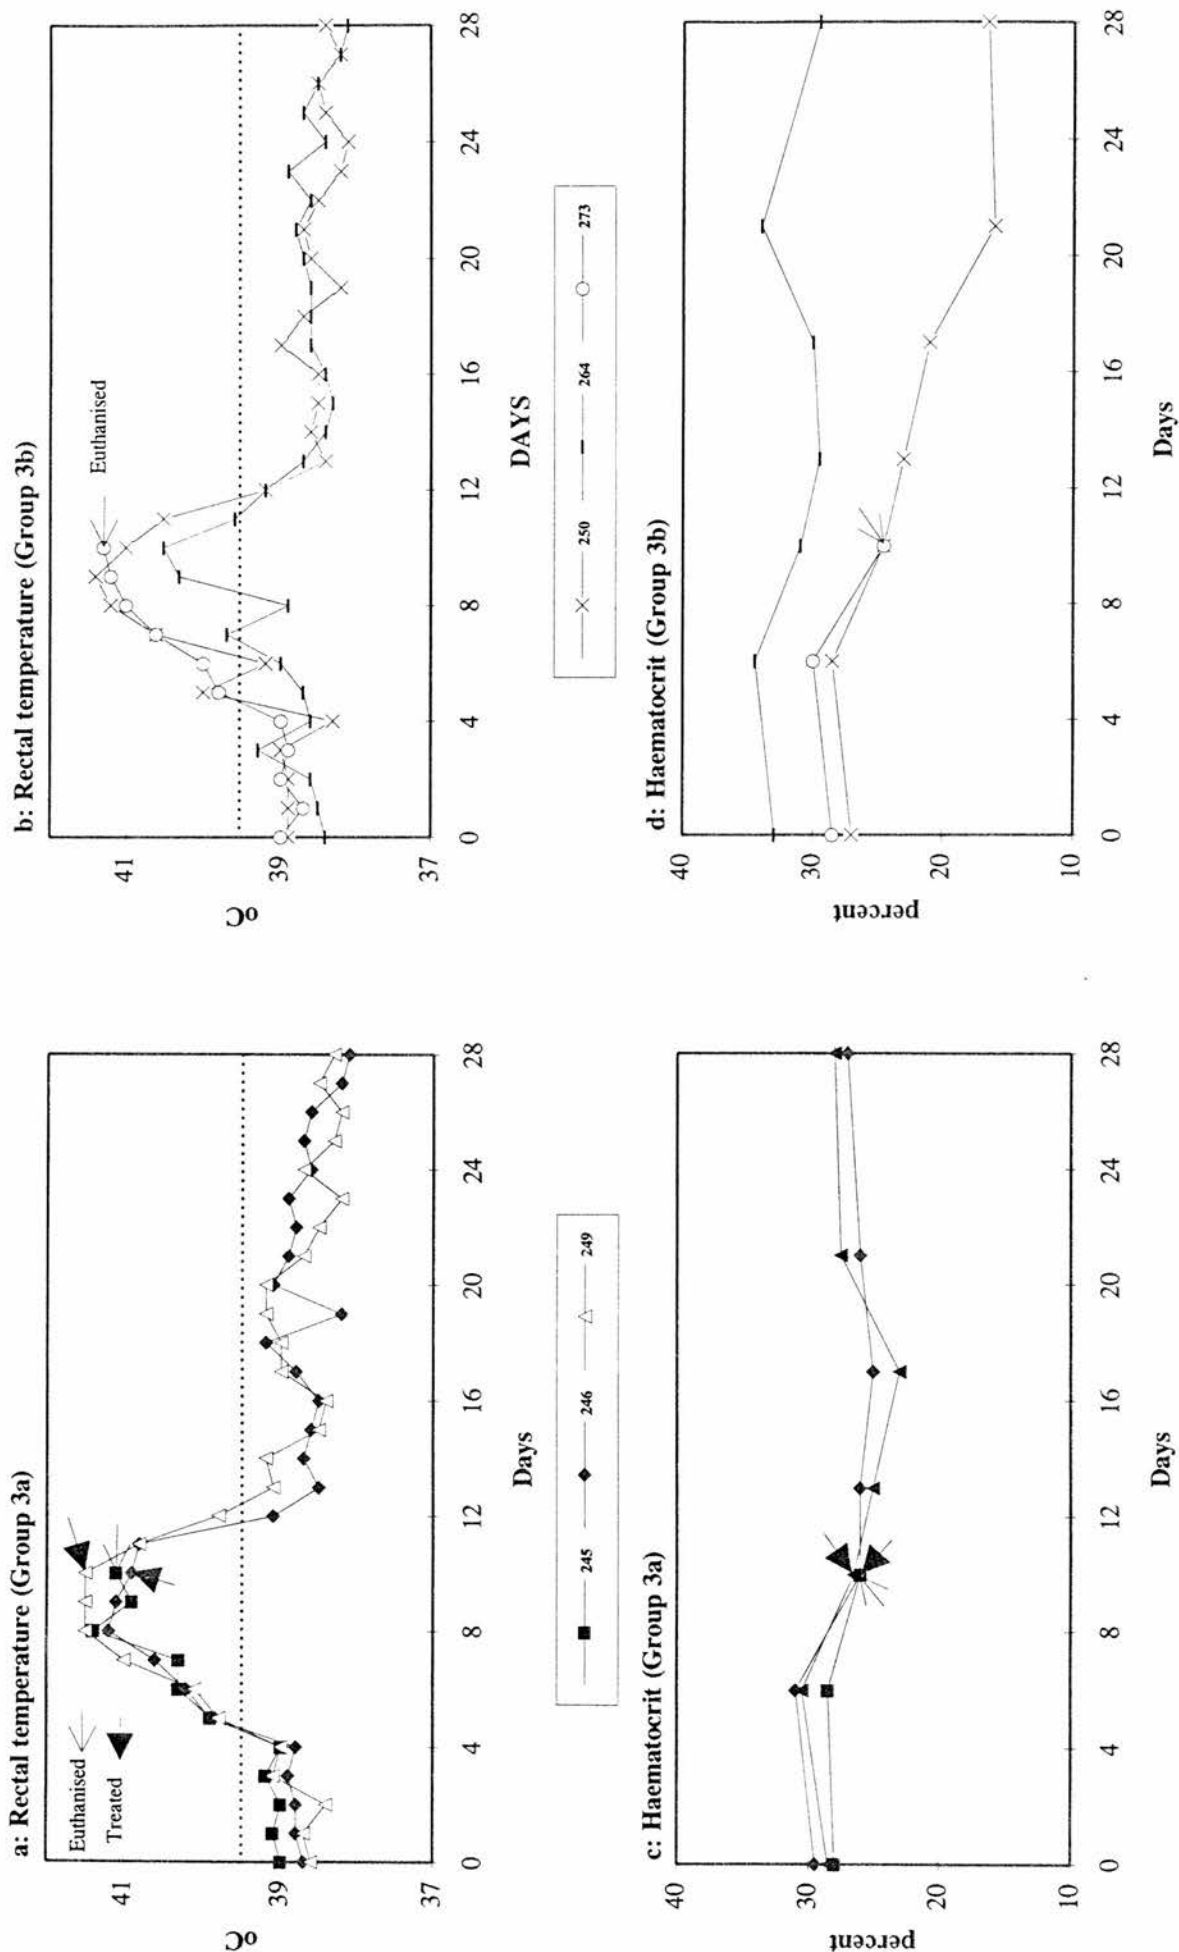 a: Rectal temperature (Group 3a)
Euthanised
Treated
oC
41
39
37
0 4 8 12 16 20 24 28
Days
b: Rectal temperature (Group 3b)
Euthanised
oC
41
39
37
0 4 8 12 16 20 24 28
DAYS
245 246 249
250 264 273
c: Haematocrit (Group 3a)
percent
40
30
20
10
0 4 8 12 16 20 24 28
Days
d: Haematocrit (Group 3b)
percent
40
30
20
10
0 4 8 12 16 20 24 28
Days